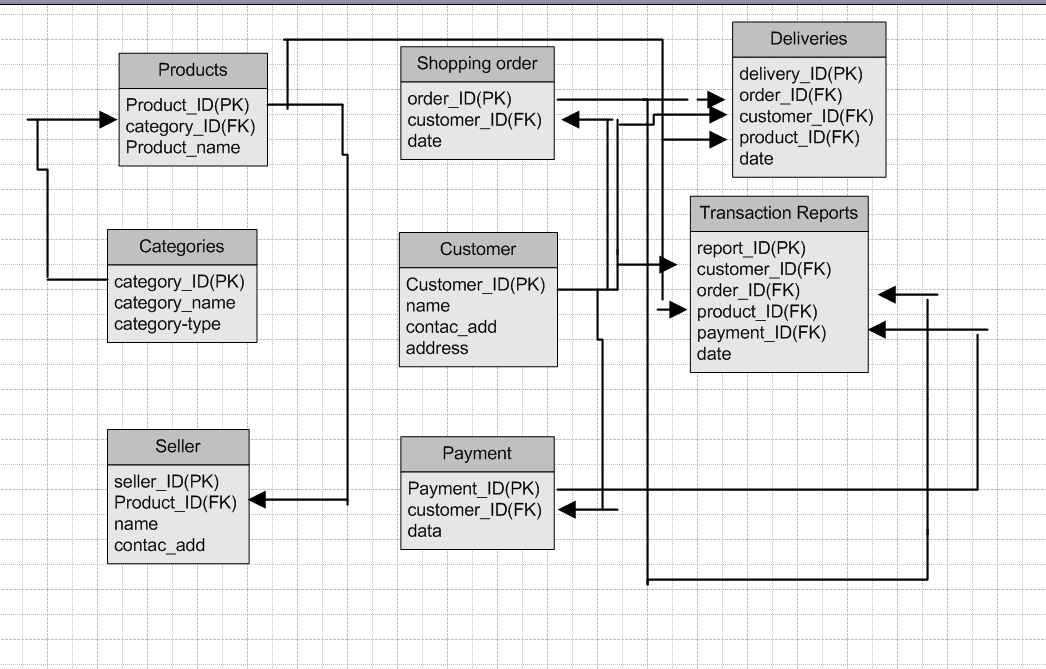 Products
Product_ID(PK)
category_ID(FK)
Product_name
Shopping order
order_ID(PK)
customer_ID(FK)
date
Deliveries
delivery_ID(PK)
order_ID(FK)
customer_ID(FK)
product_ID(FK)
date
Categories
category_ID(PK)
category_name
category-type
Customer
Customer_ID(PK)
name
contac_add
address
Transaction Reports
report_ID(PK)
customer_ID(FK)
order_ID(FK)
product_ID(FK)
payment_ID(FK)
date
Seller
seller_ID(PK)
Product_ID(FK)
name
contac_add
Payment
Payment_ID(PK)
customer_ID(FK)
data